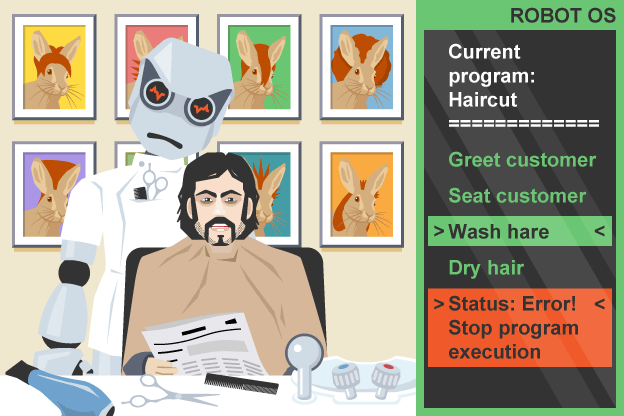 ROBOT OS
Current
program:
Haircut
=============
Greet customer
Seat customer
> Wash hare <
Dry hair
> Status: Error! <
Stop program
execution